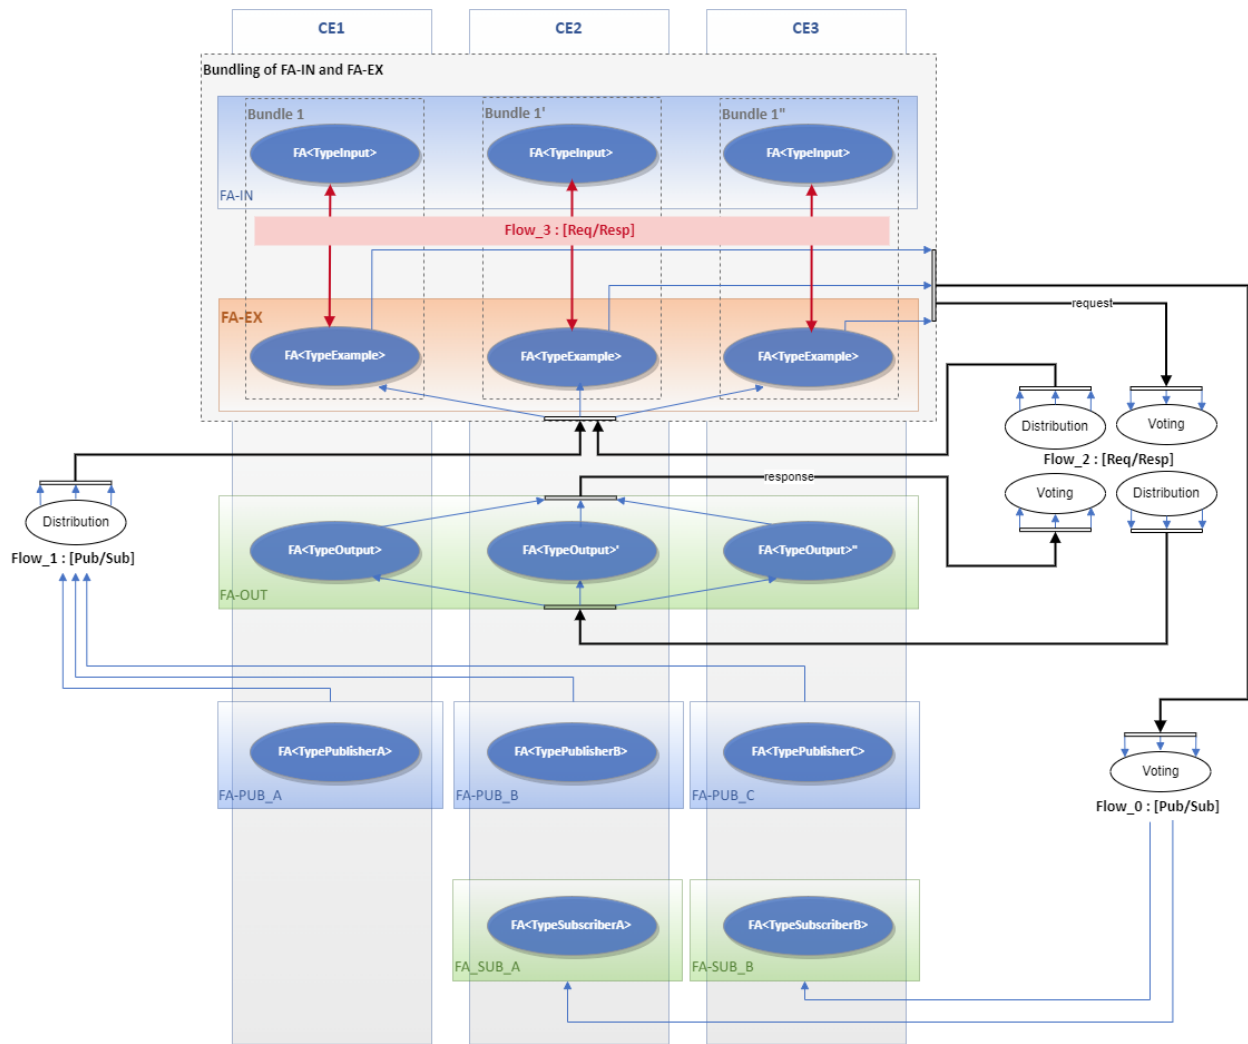 CE1
CE2
CE3
Bundling of FA-IN and FA-EX
Bundle 1
Bundle 1'
Bundle 1"
FA<TypeInput>
FA<TypeInput>
FA<TypeInput>
FA-IN
Flow_3 : [Req/Resp]
request
FA-EX
FA<TypeExample>
FA<TypeExample>
FA<TypeExample>
Distribution
Voting
Flow_2 : [Req/Resp]
response
Voting
Distribution
Distribution
Flow_1 : [Pub/Sub]
FA<TypeOutput>
FA<TypeOutput>'
FA<TypeOutput>"
FA-OUT
FA<TypePublisherA>
FA<TypePublisherB>
FA<TypePublisherC>
FA-PUB_A
FA-PUB_B
FA-PUB_C
Voting
Flow_0 : [Pub/Sub]
FA<TypeSubscriberA>
FA<TypeSubscriberB>
FA_SUB_A
FA-SUB_B